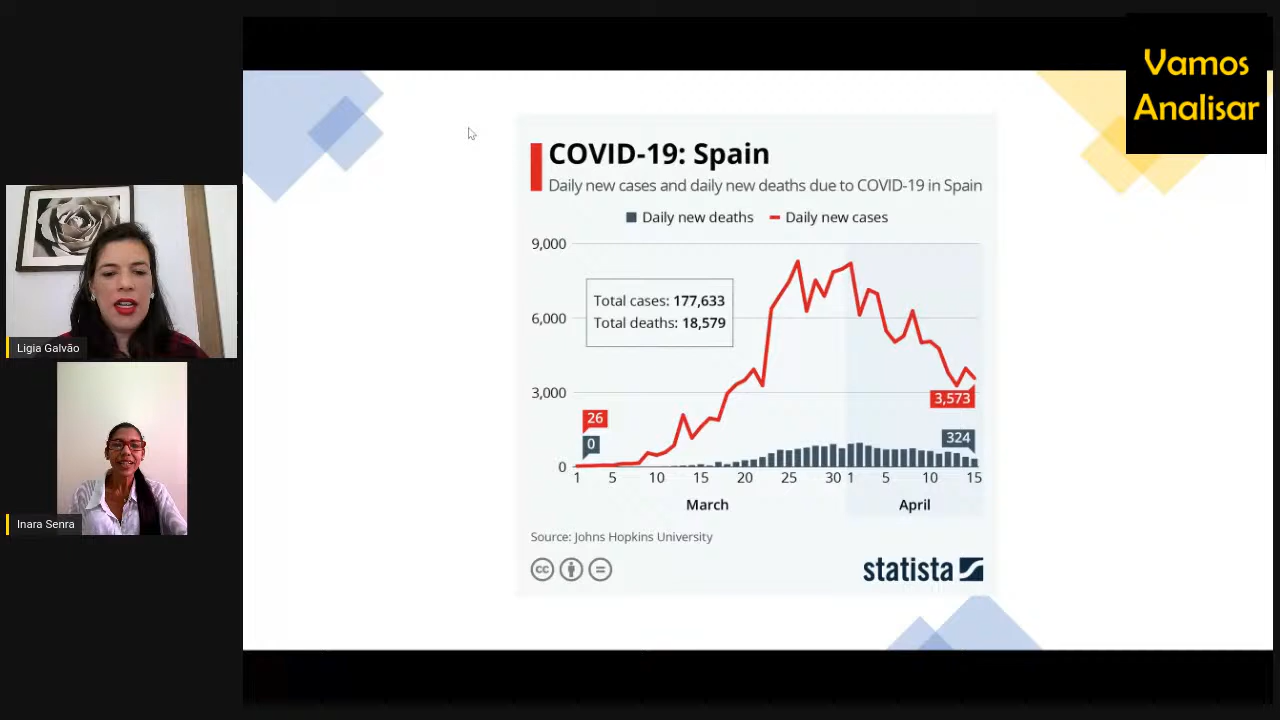 Vamos
Analisar
COVID-19: Spain
Daily new cases and daily new deaths due to COVID-19 in Spain
Daily new deaths Daily new cases
9,000
Total cases: 177,633
Total deaths: 18,579
6,000
3,000
3,573
26
0
324
0
1 5 10 15 20 25 30 1 5 10 15
March April
Source: Johns Hopkins University
cc
statista
Ligia Galvão
Inara Senra